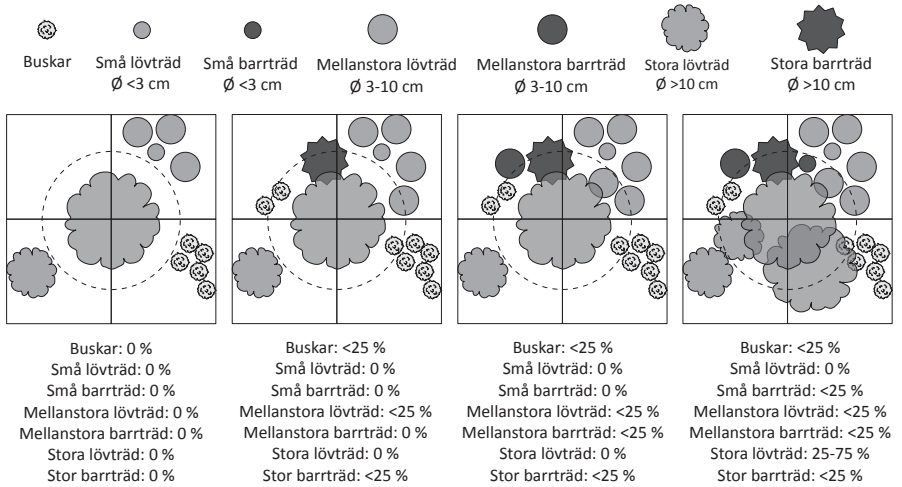 Buskar
Små lövträd
Ø <3 cm
Små barrträd
Ø <3 cm
Mellanstora lövträd
Ø 3-10 cm
Mellanstora barrträd
Ø 3-10 cm
Stora lövträd
Ø >10 cm
Stora barrträd
Ø >10 cm
Buskar: 0 %
Små lövträd: 0 %
Små barrträd: 0 %
Mellanstora lövträd: 0 %
Mellanstora barrträd: 0 %
Stora lövträd: 0 %
Stor barrträd: 0 %
Buskar: <25 %
Små lövträd: 0 %
Små barrträd: 0 %
Mellanstora lövträd: <25 %
Mellanstora barrträd: 0 %
Stora lövträd: 0 %
Stor barrträd: <25 %
Buskar: <25 %
Små lövträd: 0 %
Små barrträd: 0 %
Mellanstora lövträd: <25 %
Mellanstora barrträd: <25 %
Stora lövträd: 0 %
Stor barrträd: <25 %
Buskar: <25 %
Små lövträd: 0 %
Små barrträd: <25 %
Mellanstora lövträd: <25 %
Mellanstora barrträd: <25 %
Stora lövträd: 25-75 %
Stor barrträd: <25 %